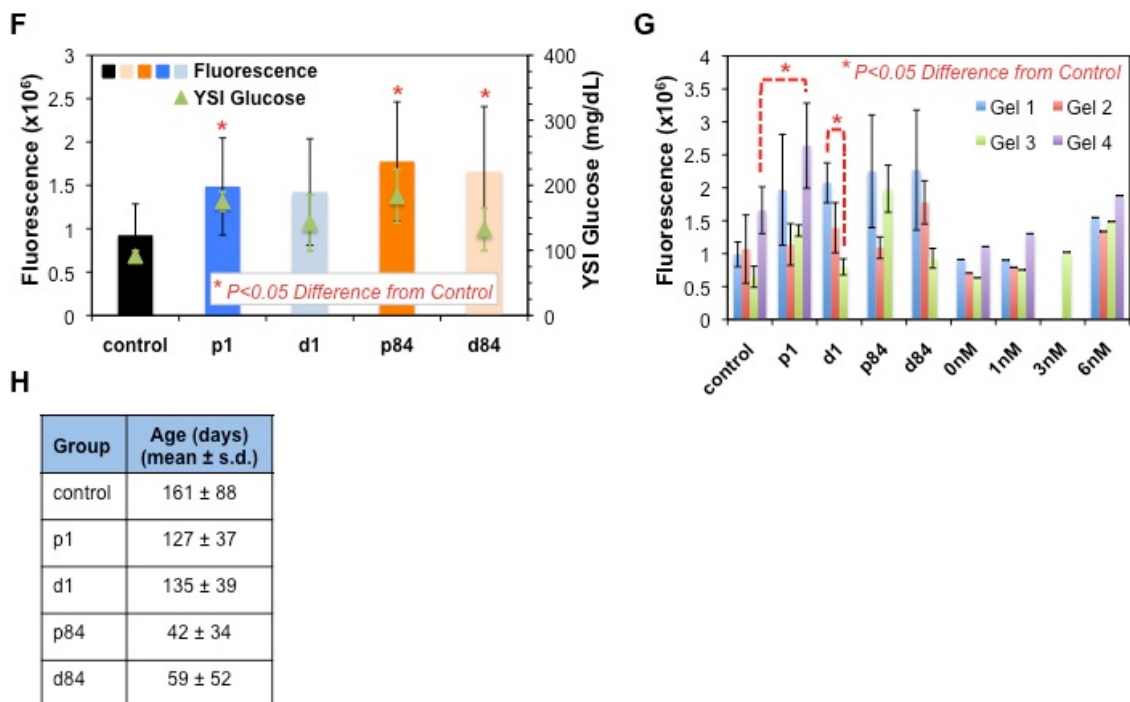 F
3
2.5
2
1.5
1
0.5
0
Fluorescence (x10⁶)
Fluorescence
YSI Glucose
*
*
*
* P<0.05 Difference from Control
400
300
200
100
0
YSI Glucose (mg/dL)
control p1 d1 p84 d84
G
4
3.5
3
2.5
2
1.5
1
0.5
0
Fluorescence (x10⁶)
*
*
* P<0.05 Difference from Control
Gel 1 Gel 2
Gel 3 Gel 4
control p1 d1 p84 d84 0nM 1nM 3nM 6nM
H
Group Age (days)
(mean ± s.d.)
control 161 ± 88
p1 127 ± 37
d1 135 ± 39
p84 42 ± 34
d84 59 ± 52